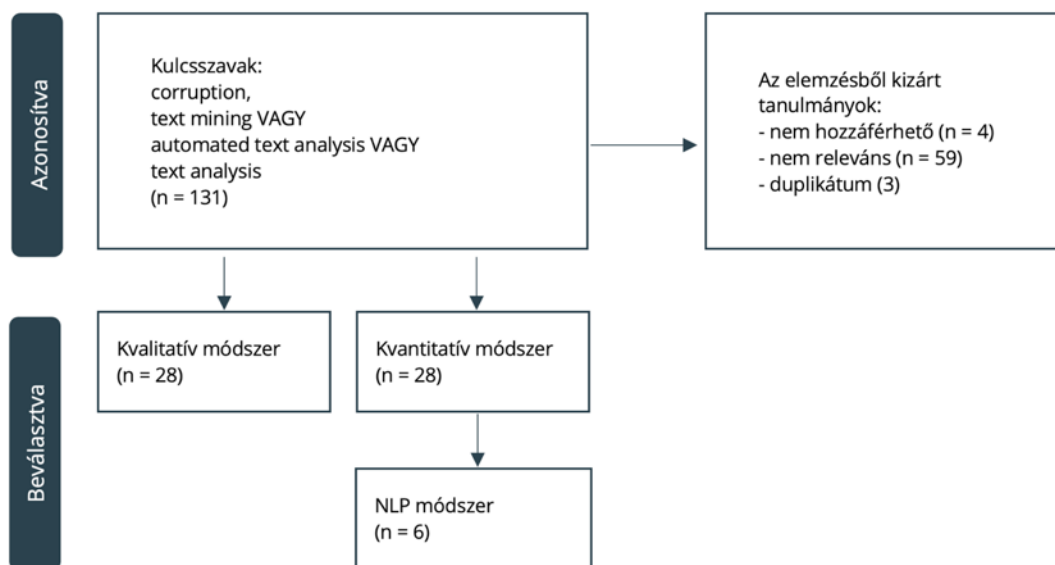 Azonosítva
Kulcsszavak:
corruption,
text mining VAGY
automated text analysis VAGY
text analysis
(n = 131)
Az elemzésből kizárt
tanulmányok:
- nem hozzáférhető (n = 4)
- nem releváns (n = 59)
- duplikátum (3)
Beválasztva
Kvalitatív módszer
(n = 28)
Kvantitatív módszer
(n = 28)
NLP módszer
(n = 6)